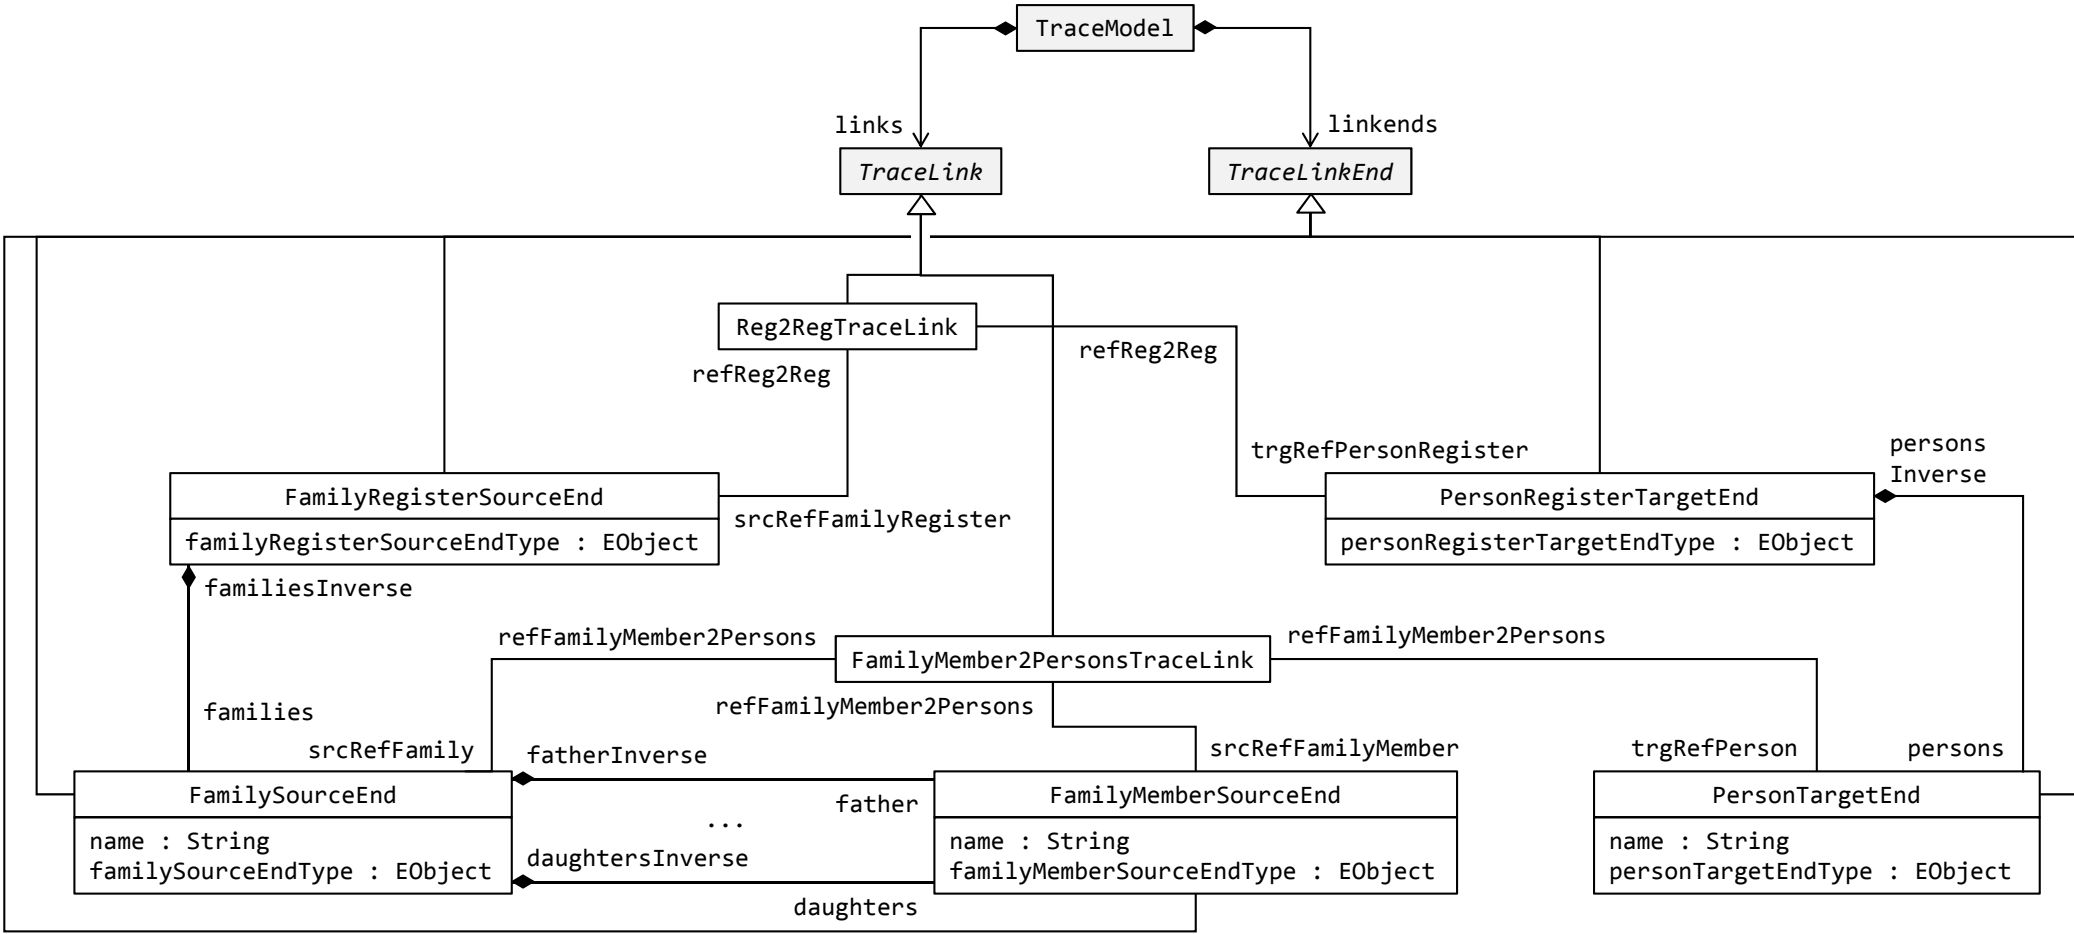 TraceModel
links
linkends
TraceLink
TraceLinkEnd
Reg2RegTraceLink
refReg2Reg
refReg2Reg
trgRefPersonRegister
persons
Inverse
FamilyRegisterSourceEnd
familyRegisterSourceEndType : EObject
srcRefFamilyRegister
PersonRegisterTargetEnd
personRegisterTargetEndType : EObject
familiesInverse
refFamilyMember2Persons
FamilyMember2PersonsTraceLink
refFamilyMember2Persons
families
refFamilyMember2Persons
srcRefFamily
fatherInverse
srcRefFamilyMember
trgRefPerson
persons
FamilySourceEnd
name : String
familySourceEndType : EObject
father
...
daughtersInverse
daughters
FamilyMemberSourceEnd
name : String
familyMemberSourceEndType : EObject
PersonTargetEnd
name : String
personTargetEndType : EObject